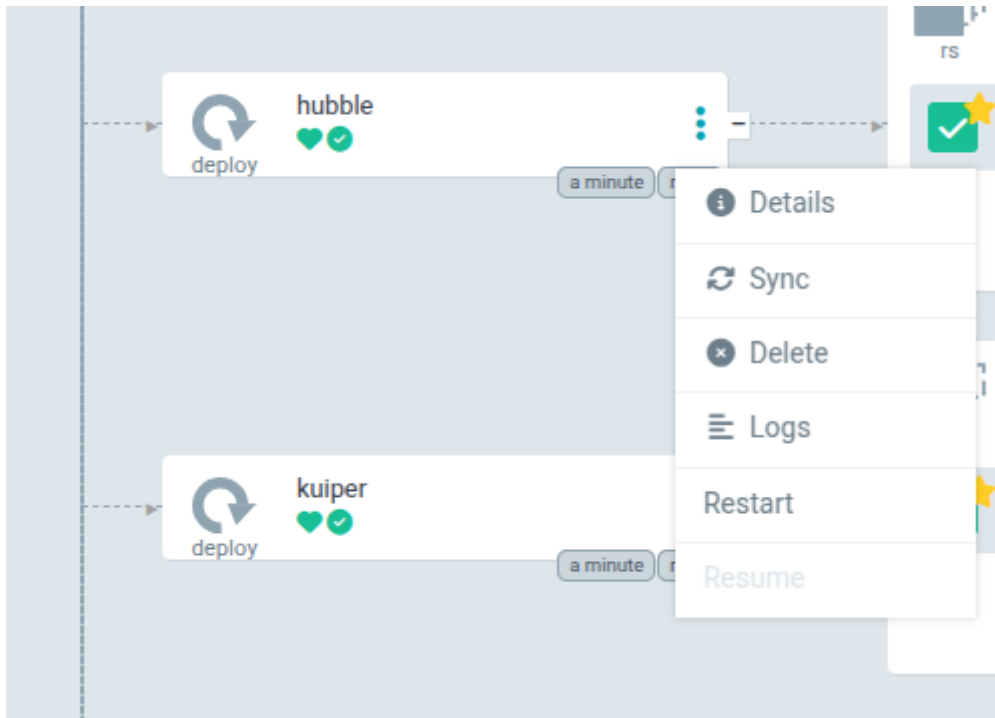 rs
hubble
deploy
a minute
Details
Sync
Delete
Logs
Restart
Resume
kuiper
deploy
a minute